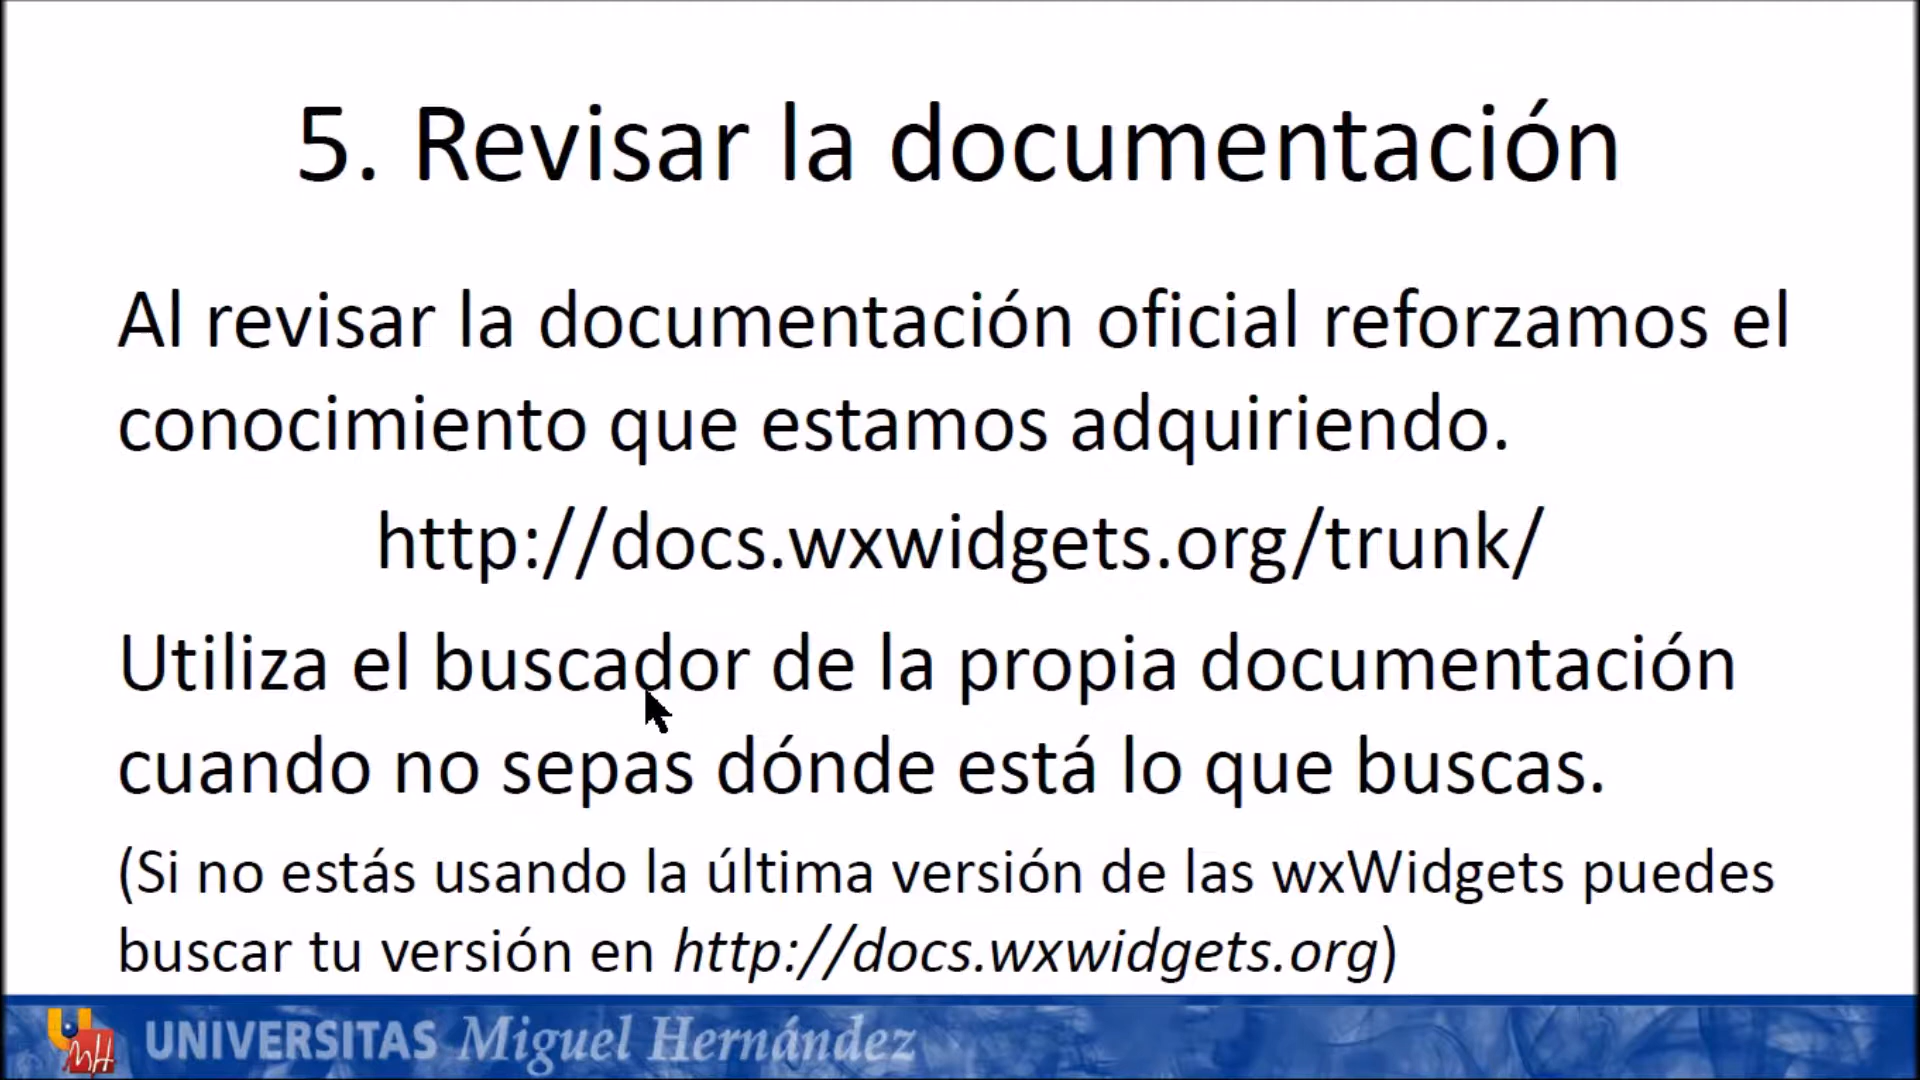 5. Revisar la documentación
Al revisar la documentación oficial reforzamos el
conocimiento que estamos adquiriendo.
http://docs.wxwidgets.org/trunk/
Utiliza el buscador de la propia documentación
cuando no sepas dónde está lo que buscas.
(Si no estás usando la última versión de las wxWidgets puedes
buscar tu versión en http://docs.wxwidgets.org)
UNIVERSITAS Miguel Hernández